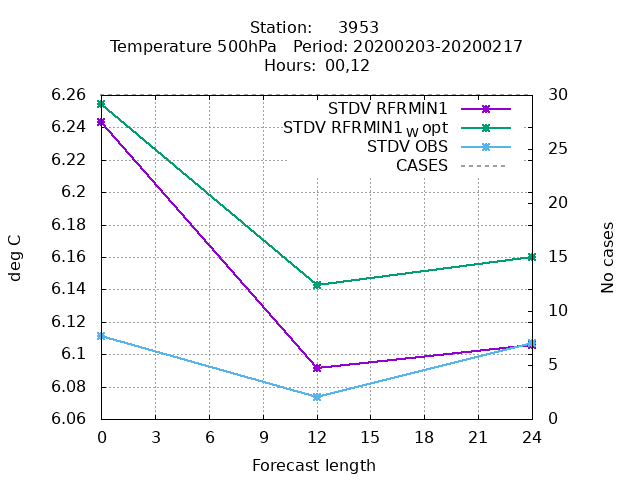 Station: 3953
Temperature 500hPa Period: 20200203-20200217
Hours: 00,12
6.26
6.24
6.22
6.2
6.18
6.16
6.14
6.12
6.1
6.08
6.06
deg C
STDV RFRMIN1
STDV RFRMIN1 w opt
STDV OBS
CASES
30
25
20
15
10
5
0
No cases
0 3 6 9 12 15 18 21 24
Forecast length